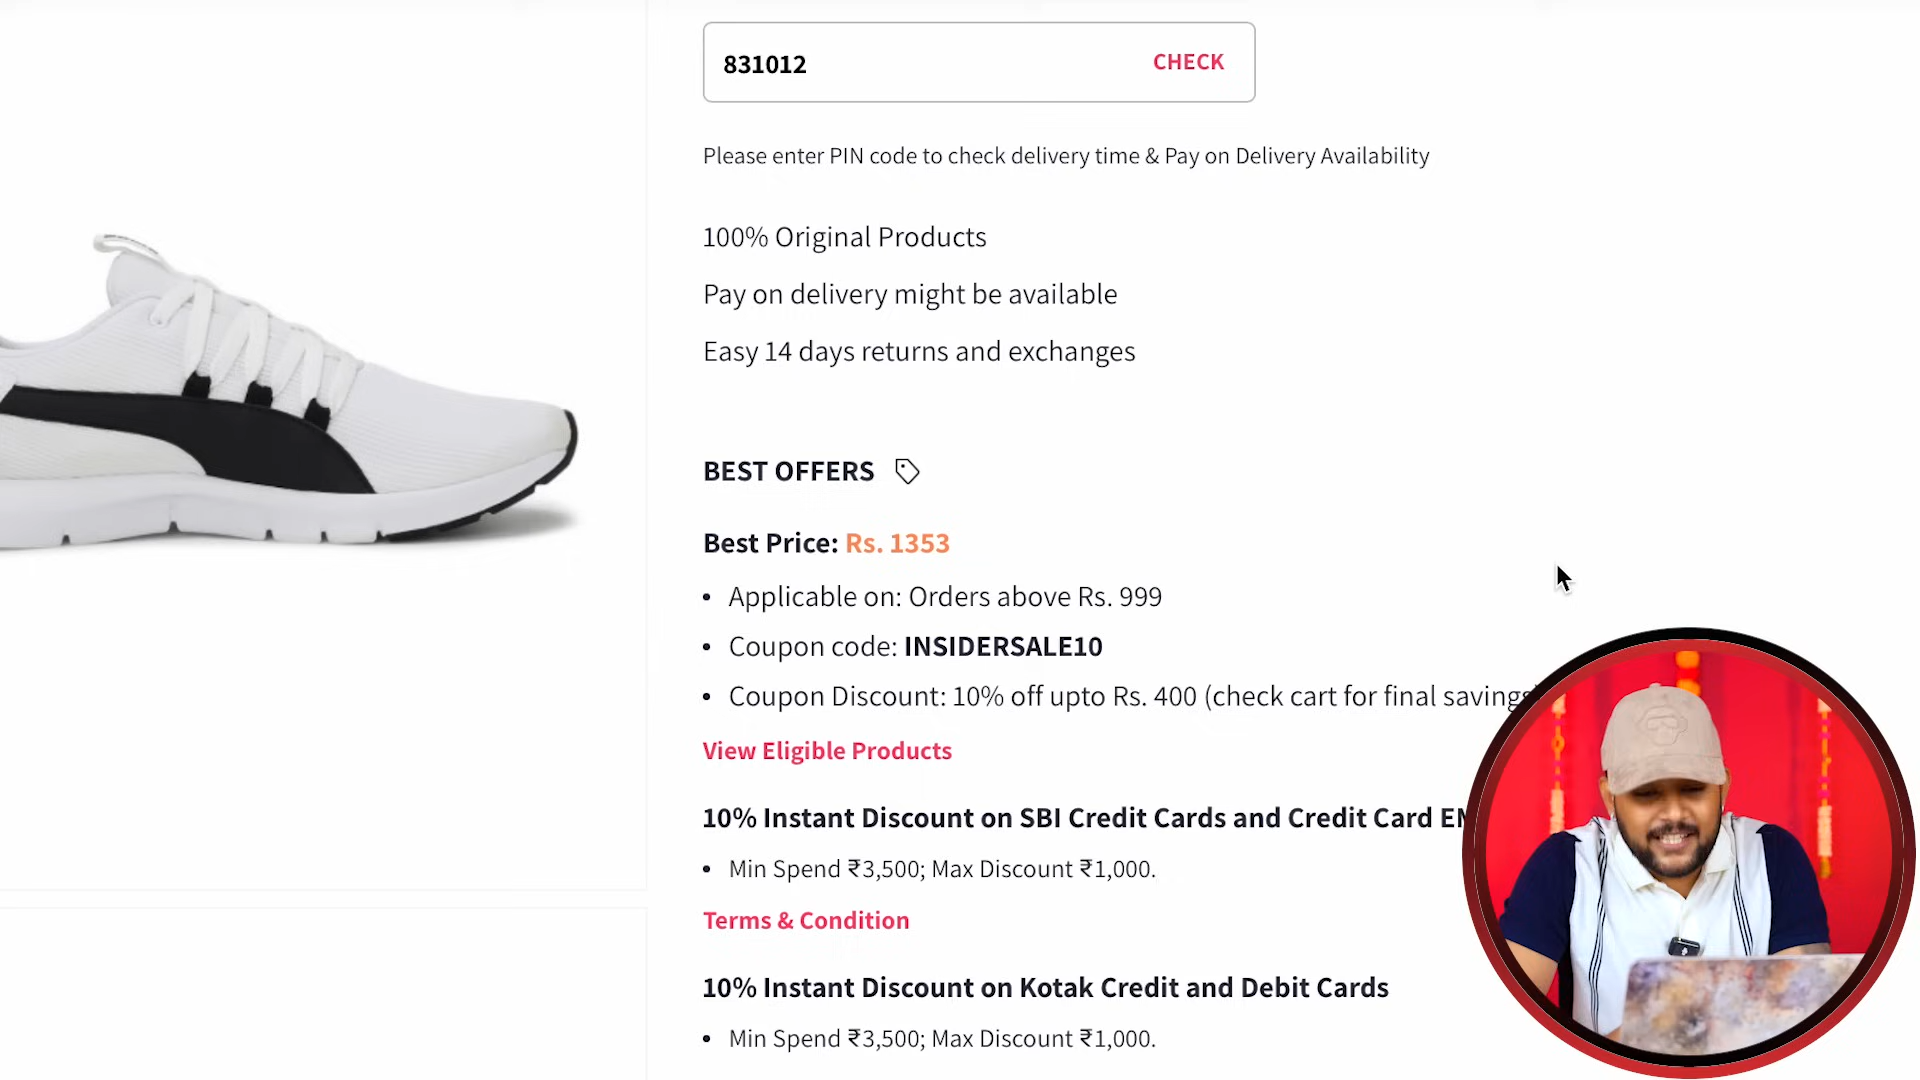 831012
CHECK
Please enter PIN code to check delivery time & Pay on Delivery Availability
100% Original Products
Pay on delivery might be available
Easy 14 days returns and exchanges
BEST OFFERS
Best Price: Rs. 1353
• Applicable on: Orders above Rs. 999
• Coupon code: INSIDERSALE10
• Coupon Discount: 10% off upto Rs. 400 (check cart for final savings
View Eligible Products
10% Instant Discount on SBI Credit Cards and Credit Card
• Min Spend ₹3,500; Max Discount ₹1,000.
Terms & Condition
10% Instant Discount on Kotak Credit and Debit Cards
• Min Spend ₹3,500; Max Discount ₹1,000.